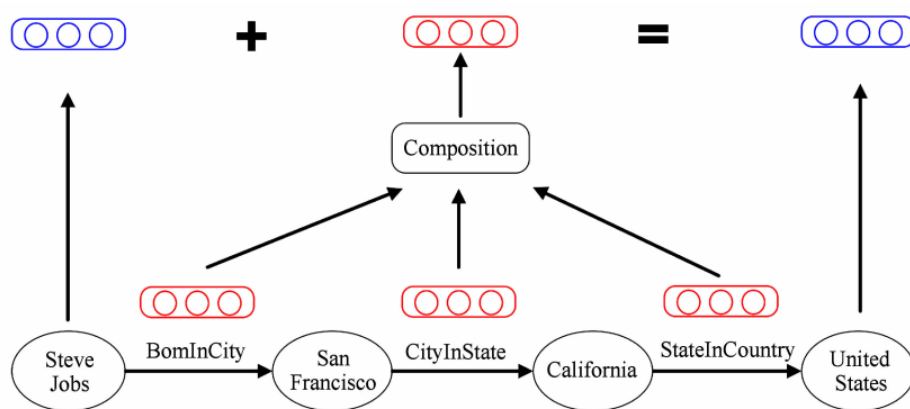 + =
Composition
BomInCity CityInState StateInCountry
Steve
Jobs
San
Francisco
California
United
States